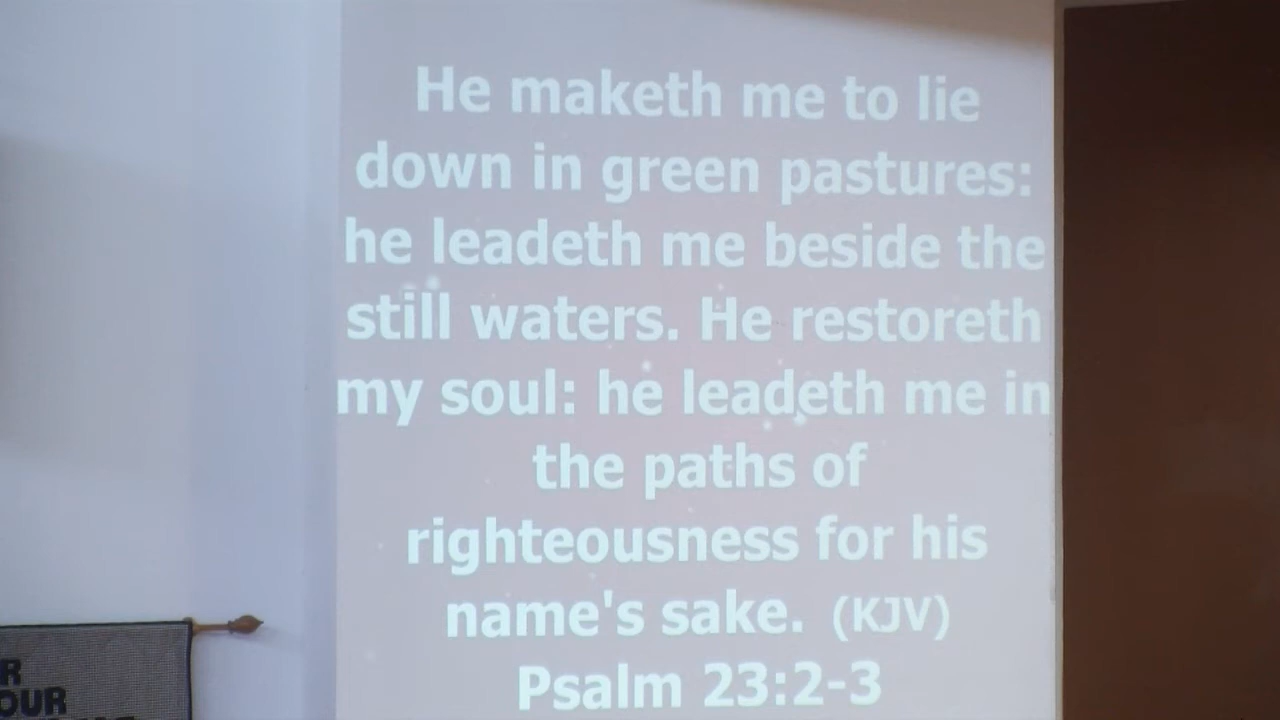 He maketh me to lie
down in green pastures:
he leadeth me beside the
still waters. He restoreth
my soul: he leadeth me in
the paths of
righteousness for his
name's sake. (KJV)
Psalm 23:2-3
R
OUR